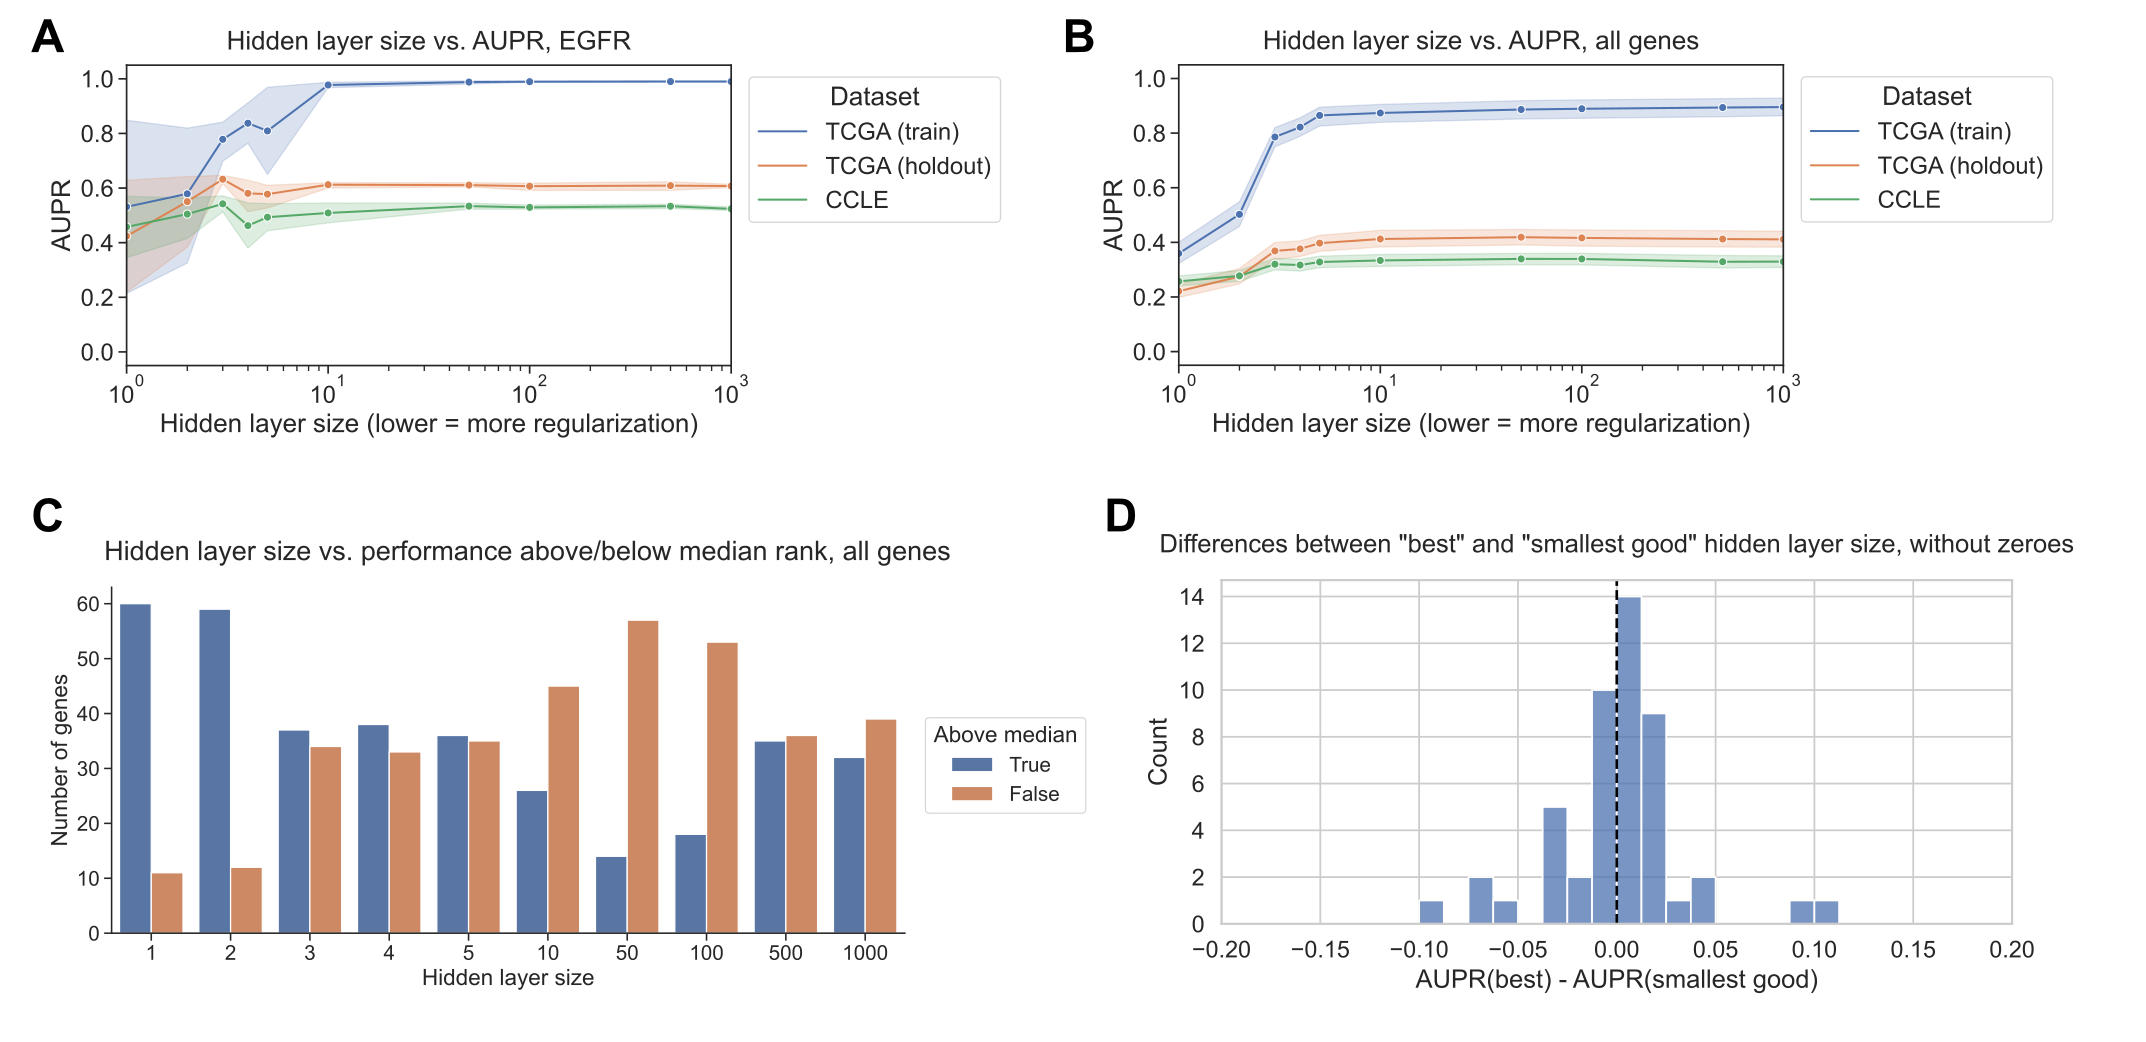 A
Hidden layer size vs. AUPR, EGFR
1.0
0.8
0.6
0.4
0.2
0.0
AUPR
10^0 10^1 10^2 10^3
Hidden layer size (lower = more regularization)
Dataset
TCGA (train)
TCGA (holdout)
CCLE
B
Hidden layer size vs. AUPR, all genes
1.0
0.8
0.6
0.4
0.2
0.0
AUPR
10^0 10^1 10^2 10^3
Hidden layer size (lower = more regularization)
Dataset
TCGA (train)
TCGA (holdout)
CCLE
C
Hidden layer size vs. performance above/below median rank, all genes
60
50
40
30
20
10
0
Number of genes
1 2 3 4 5 10 50 100 500 1000
Hidden layer size
Above median
True
False
D
Differences between "best" and "smallest good" hidden layer size, without zeroes
14
12
10
8
6
4
2
0
Count
−0.20 −0.15 −0.10 −0.05 0.00 0.05 0.10 0.15 0.20
AUPR(best) - AUPR(smallest good)